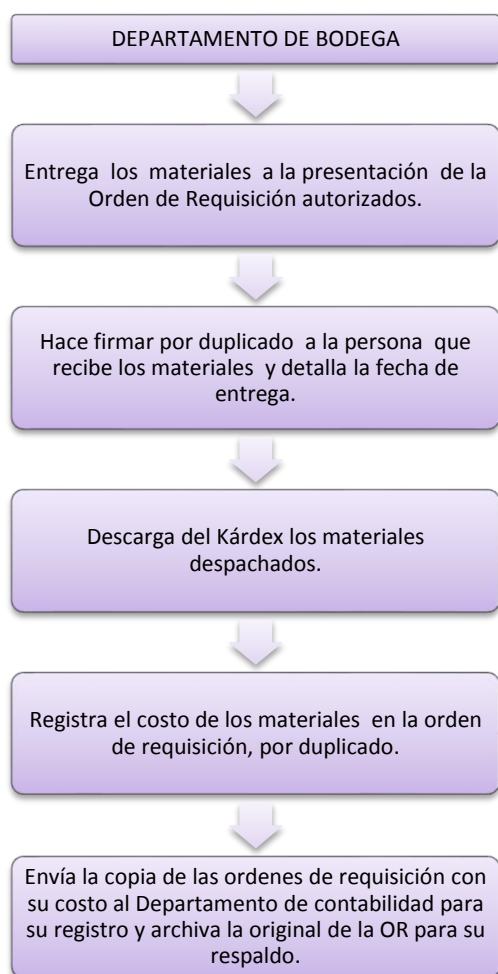 DEPARTAMENTO DE BODEGA
Entrega los materiales a la presentación de la
Orden de Requisición autorizados.
Hace firmar por duplicado a la persona que
recibe los materiales y detalla la fecha de
entrega.
Descarga del Kárdex los materiales
despachados.
Registra el costo de los materiales en la orden
de requisición, por duplicado.
Envía la copia de las ordenes de requisición con
su costo al Departamento de contabilidad para
su registro y archiva la original de la OR para su
respaldo.